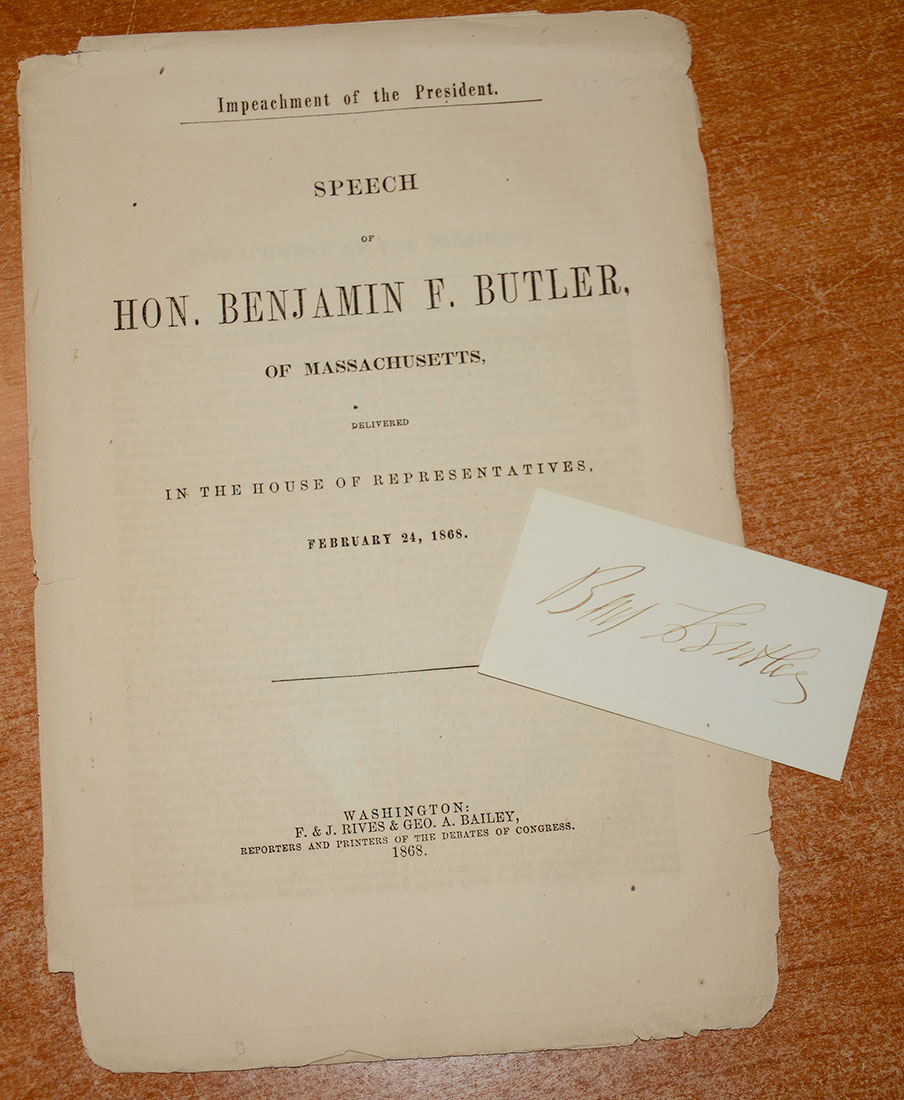 Impeachment of the President.
SPEECH
OF
HON. BENJAMIN F. BUTLER,
OF MASSACHUSETTS,
DELIVERED
IN THE HOUSE OF REPRESENTATIVES,
FEBRUARY 24, 1868.
Benj F Butler
WASHINGTON:
F. & J. RIVES & GEO. A. BAILEY,
REPORTERS AND PRINTERS OF THE DEBATES OF CONGRESS.
1868.